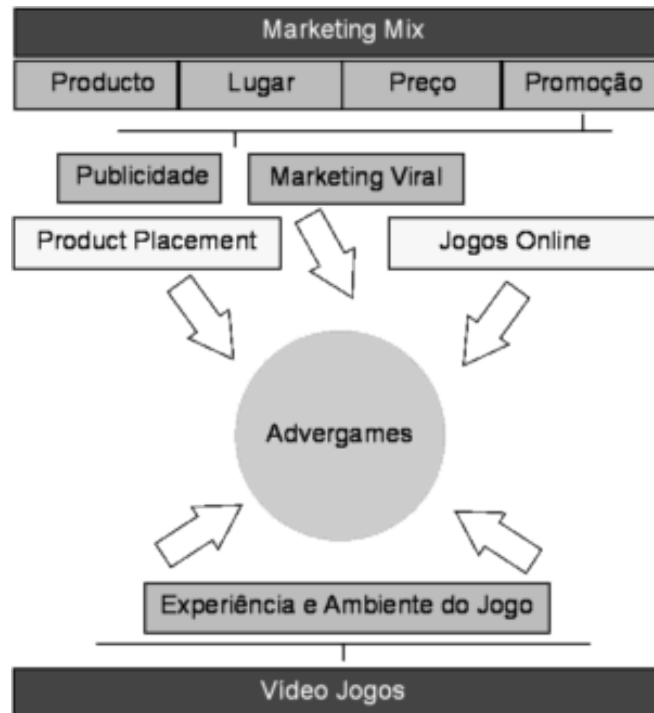 Marketing Mix
Producto
Lugar
Preço
Promoção
Publicidade
Marketing Viral
Product Placement
Jogos Online
Advergames
Experiência e Ambiente do Jogo
Vídeo Jogos